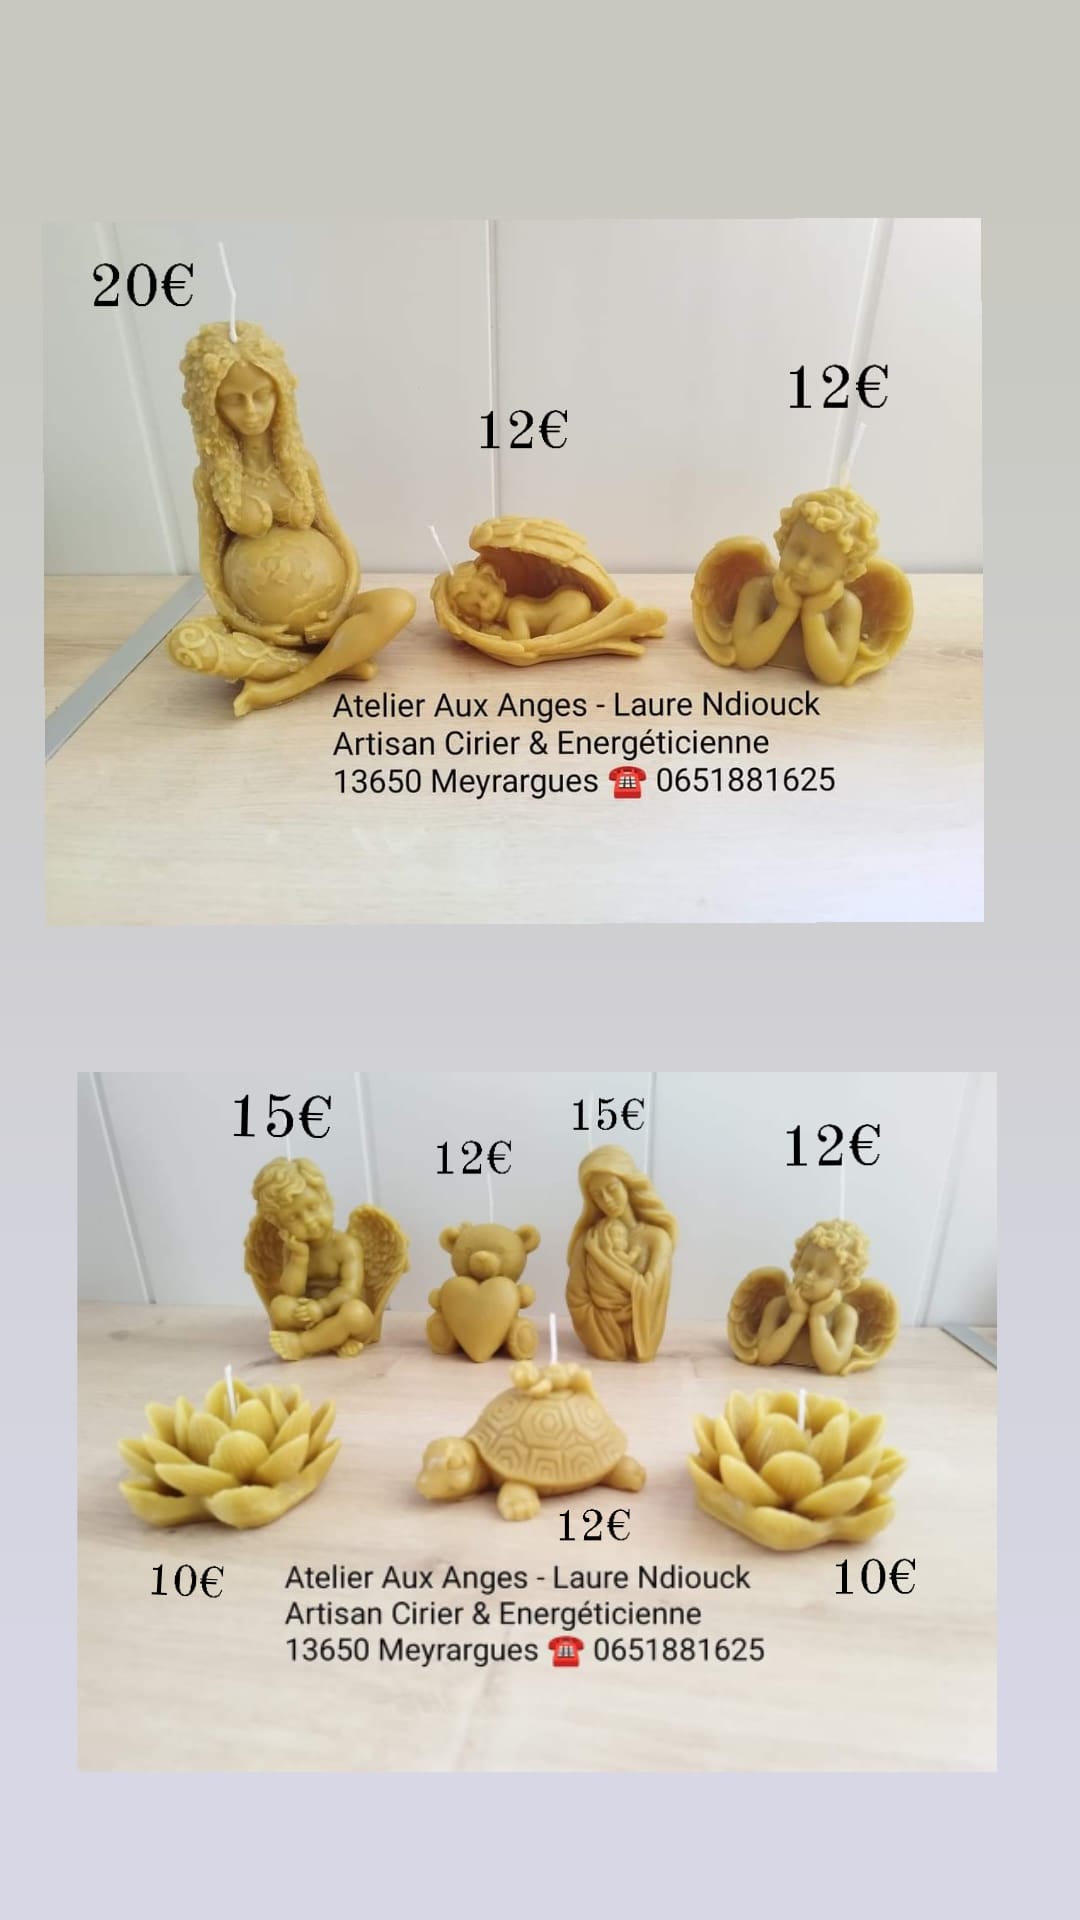 20€
12€
12€
Atelier Aux Anges - Laure Ndiouck
Artisan Cirier & Energéticienne
13650 Meyrargues ☎️ 0651881625
15€
12€
15€
12€
12€
10€
10€
Atelier Aux Anges - Laure Ndiouck
Artisan Cirier & Energéticienne
13650 Meyrargues ☎️ 0651881625